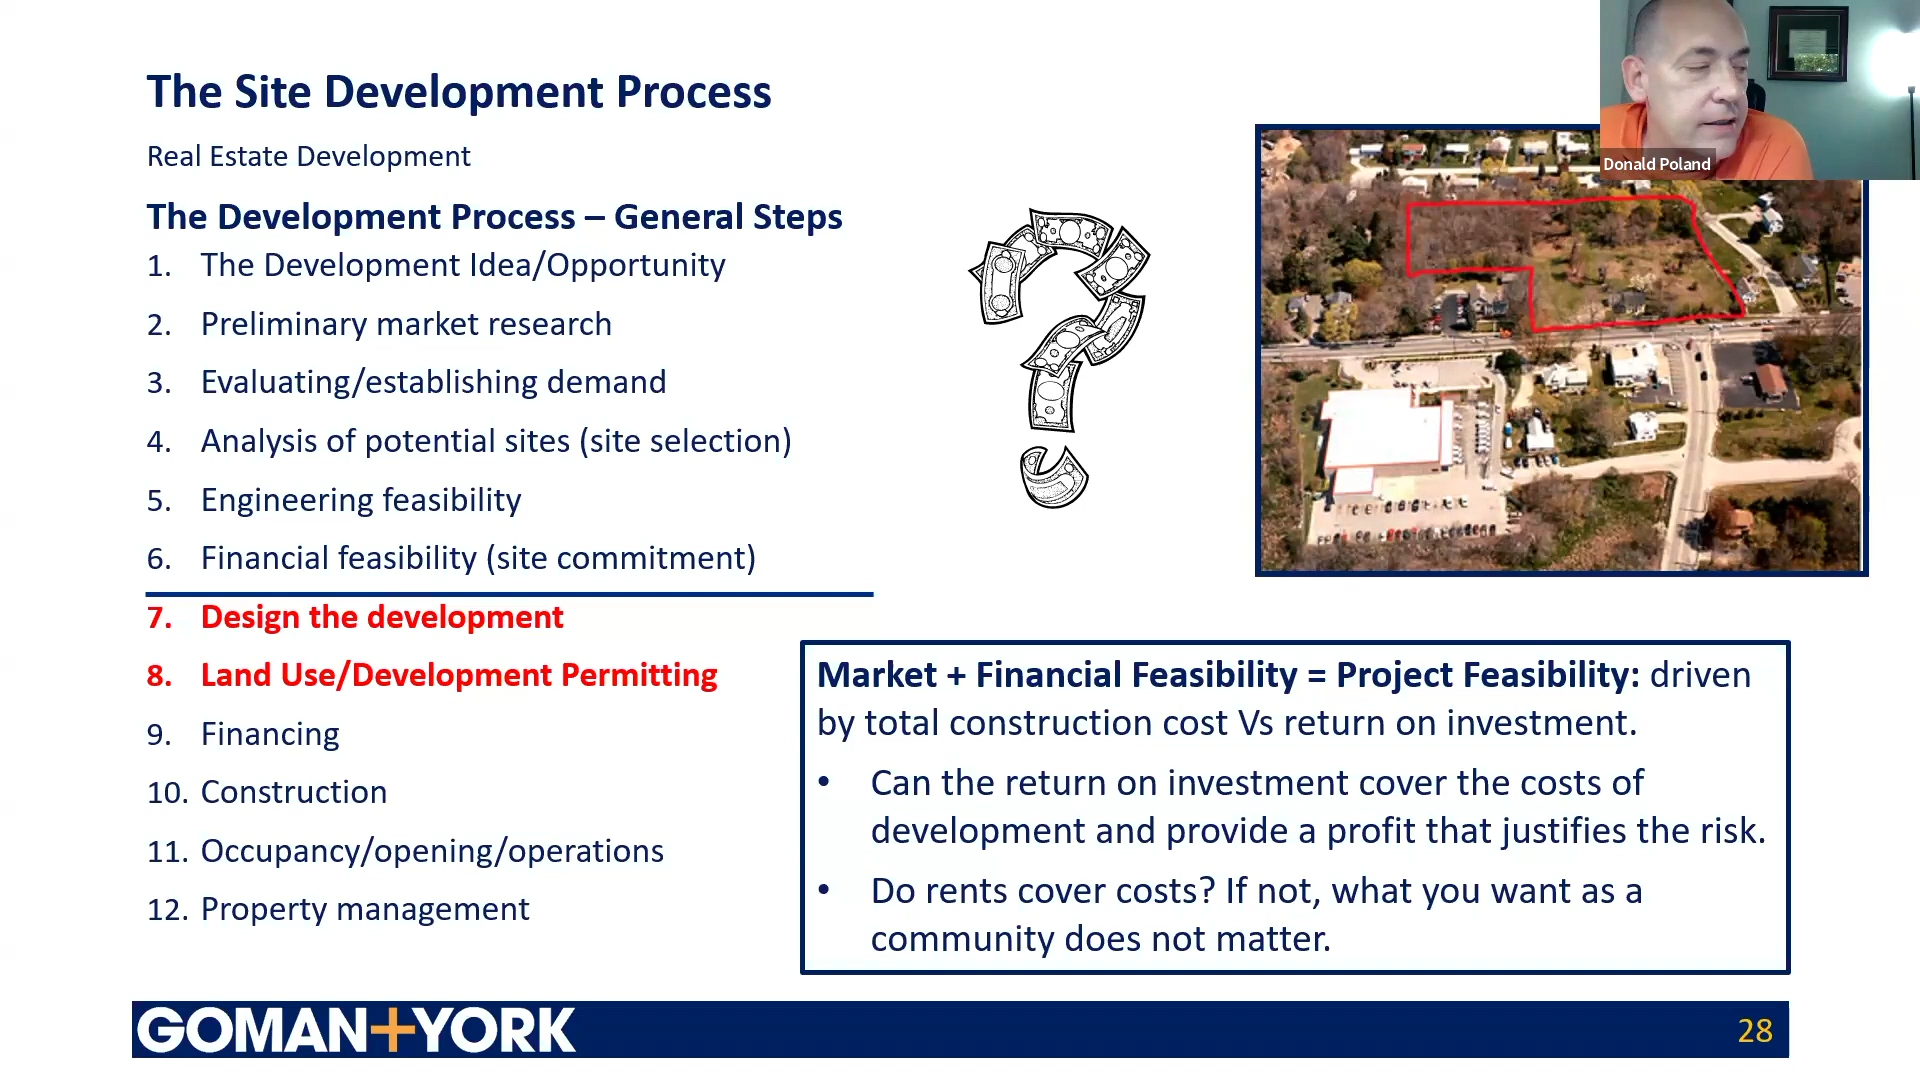 The Site Development Process
Real Estate Development
The Development Process – General Steps
1. The Development Idea/Opportunity
2. Preliminary market research
3. Evaluating/establishing demand
4. Analysis of potential sites (site selection)
5. Engineering feasibility
6. Financial feasibility (site commitment)
7. Design the development
8. Land Use/Development Permitting
9. Financing
10. Construction
11. Occupancy/opening/operations
12. Property management
Donald Poland
Market + Financial Feasibility = Project Feasibility: driven
by total construction cost Vs return on investment.
• Can the return on investment cover the costs of
development and provide a profit that justifies the risk.
• Do rents cover costs? If not, what you want as a
community does not matter.
GOMAN+YORK
28